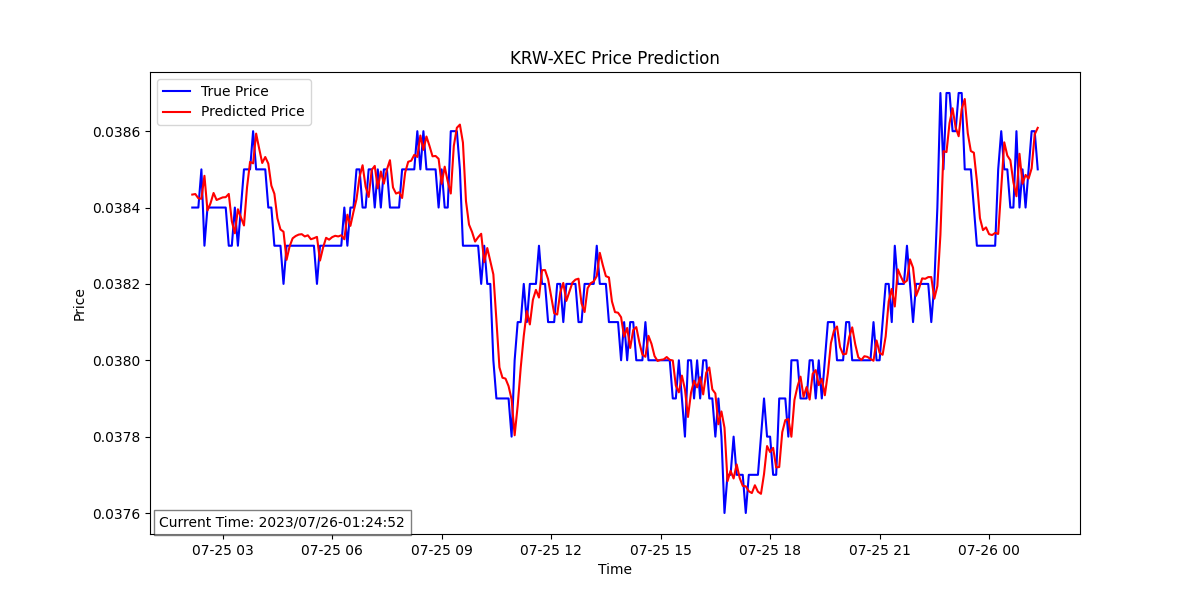 KRW-XEC Price Prediction
True Price
Predicted Price
0.0386
0.0384
0.0382
0.0380
0.0378
0.0376
Price
Current Time: 2023/07/26-01:24:52
07-25 03 07-25 06 07-25 09 07-25 12 07-25 15 07-25 18 07-25 21 07-26 00
Time